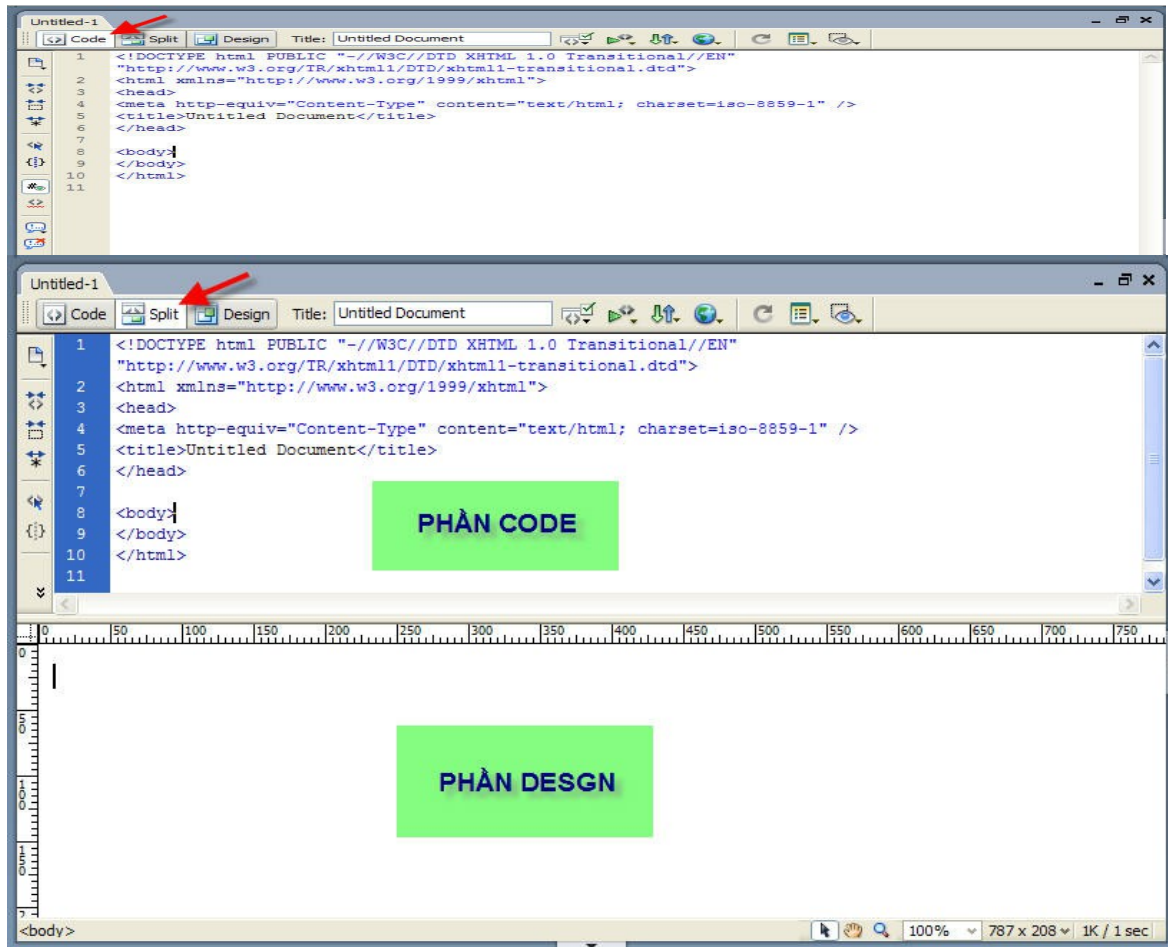 Untitled-1
Code Split Design Title: Untitled Document
1 <!DOCTYPE html PUBLIC "-//W3C//DTD XHTML 1.0 Transitional//EN"
"http://www.w3.org/TR/xhtml1/DTD/xhtml1-transitional.dtd">
2 <html xmlns="http://www.w3.org/1999/xhtml">
3 <head>
4 <meta http-equiv="Content-Type" content="text/html; charset=iso-8859-1" />
5 <title>Untitled Document</title>
6 </head>
7
8 <body>
9 </body>
10 </html>
11
Untitled-1
Code Split Design Title: Untitled Document
1 <!DOCTYPE html PUBLIC "-//W3C//DTD XHTML 1.0 Transitional//EN"
"http://www.w3.org/TR/xhtml1/DTD/xhtml1-transitional.dtd">
2 <html xmlns="http://www.w3.org/1999/xhtml">
3 <head>
4 <meta http-equiv="Content-Type" content="text/html; charset=iso-8859-1" />
5 <title>Untitled Document</title>
6 </head>
7
8 <body>
9 </body>
10 </html>
11
PHẦN CODE
0 50 100 150 200 250 300 350 400 450 500 550 600 650 700 750
0
50
100
150
PHẦN DESGN
<body> 100% 787 x 208 1K / 1 sec